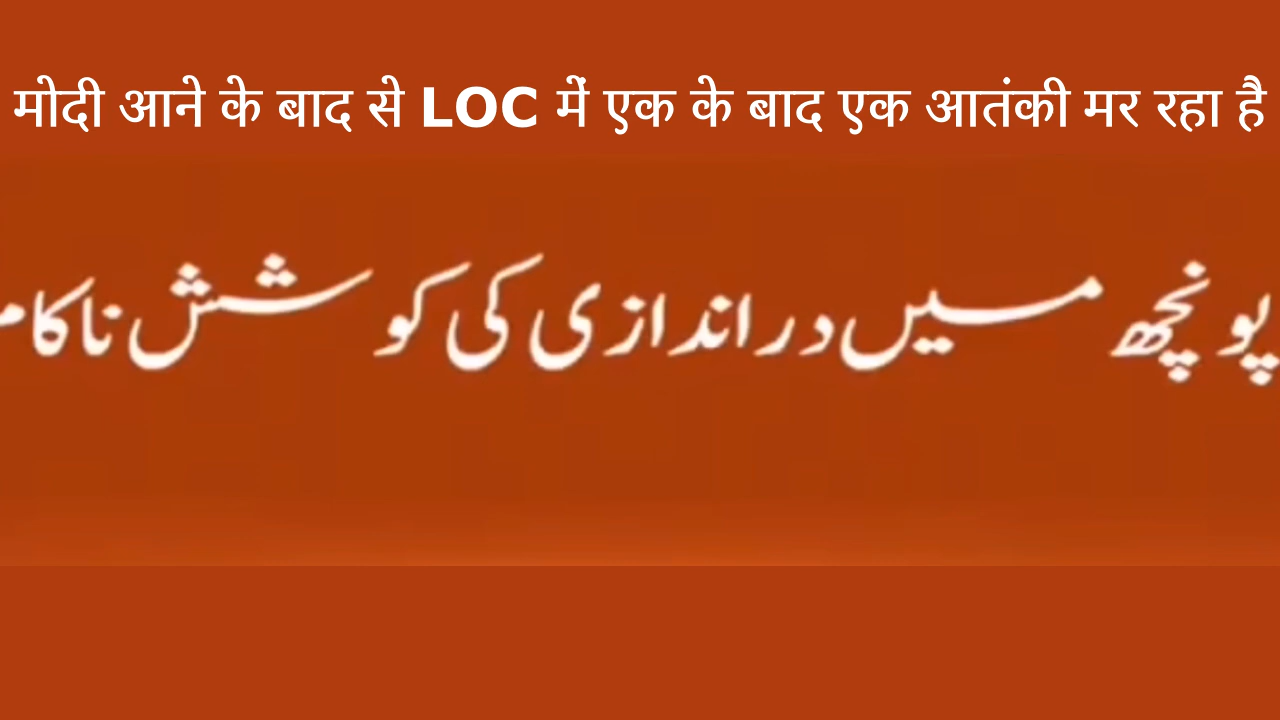 मोदी आने के बाद से LOC में एक के बाद एक आतंकी मर रहा है
پونچھ میں دراندازی کی کوشش ناکام